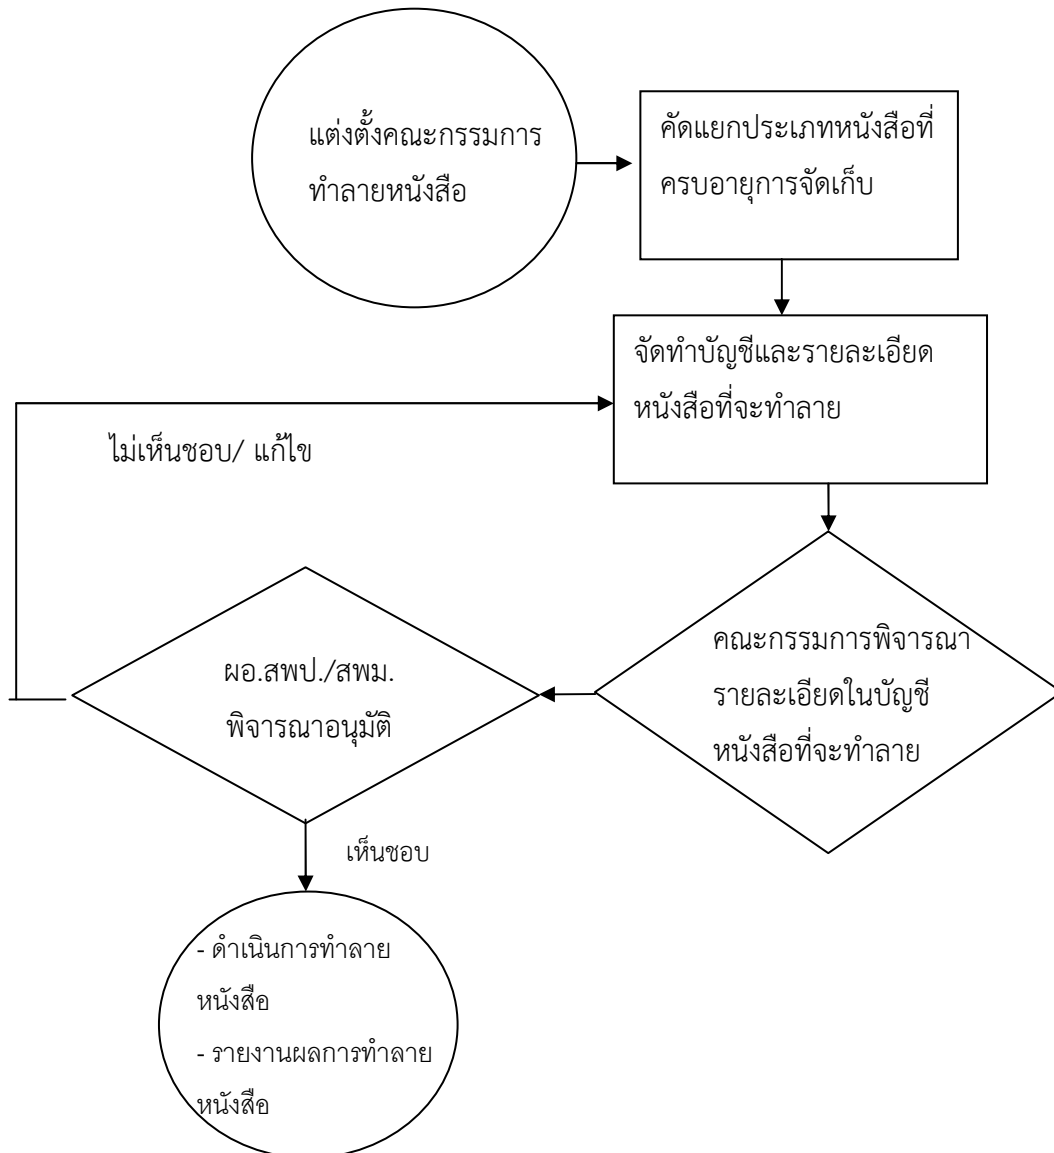 แต่งตั้งคณะกรรมการ
ทำลายหนังสือ
คัดแยกประเภทหนังสือที่
ครบอายุการจัดเก็บ
จัดทำบัญชีและรายละเอียด
หนังสือที่จะทำลาย
ไม่เห็นชอบ/ แก้ไข
คณะกรรมการพิจารณา
รายละเอียดในบัญชี
หนังสือที่จะทำลาย
ผอ.สพป./สพม.
พิจารณาอนุมัติ
เห็นชอบ
- ดำเนินการทำลาย
หนังสือ
- รายงานผลการทำลาย
หนังสือ